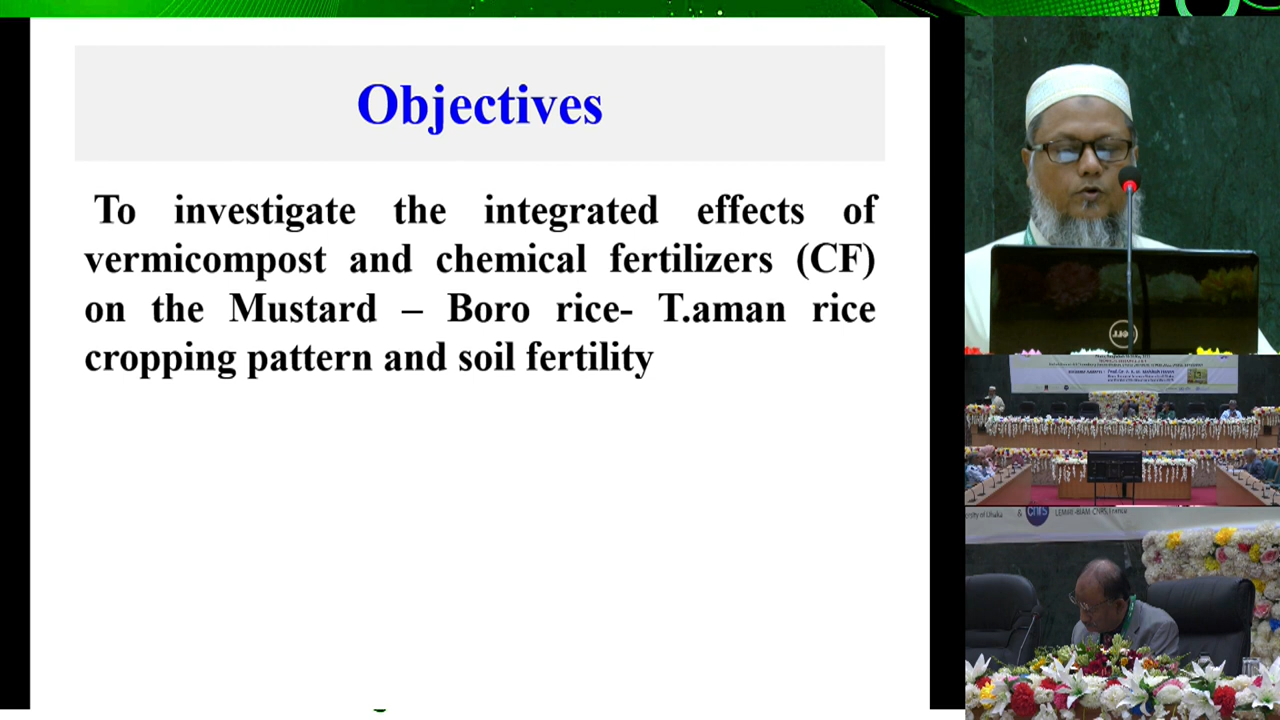 Objectives
To investigate the integrated effects of
vermicompost and chemical fertilizers (CF)
on the Mustard – Boro rice- T.aman rice
cropping pattern and soil fertility
& CNRS